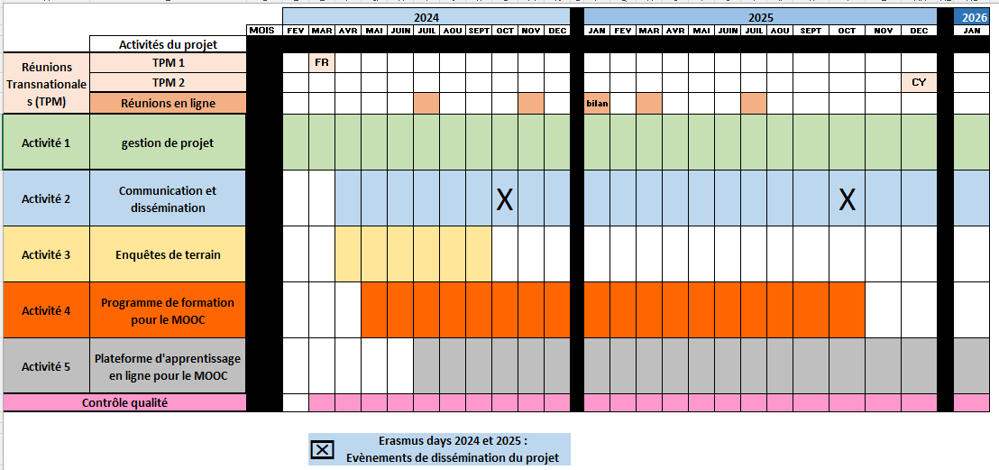 2024 2025 2026
MOIS FEV MAR AVR MAI JUIN JUIL AOU SEPT OCT NOV DEC JAN FEV MAR AVR MAI JUIN JUIL AOU SEPT OCT NOV DEC JAN
Activités du projet
Réunions
Transnationale
s (TPM)
TPM 1 FR
TPM 2 CY
Réunions en ligne bilan
Activité 1 gestion de projet
Activité 2 Communication et
dissémination X X
Activité 3 Enquêtes de terrain
Activité 4 Programme de formation
pour le MOOC
Activité 5 Plateforme d'apprentissage
en ligne pour le MOOC
Contrôle qualité
Erasmus days 2024 et 2025 :
Evènements de dissémination du projet